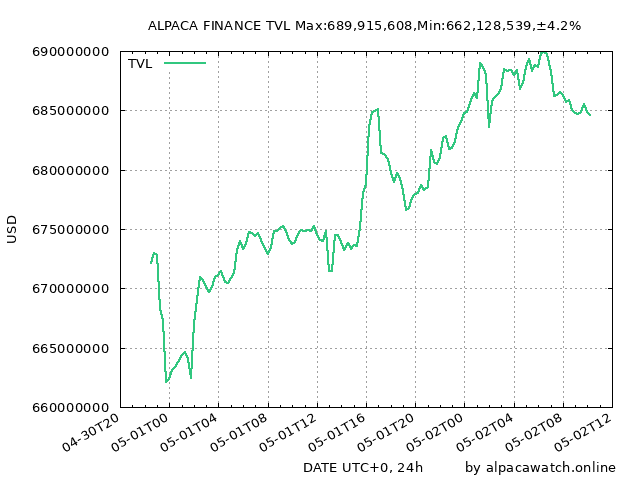 ALPACA FINANCE TVL Max:689,915,608,Min:662,128,539,±4.2%
TVL
690000000
685000000
680000000
675000000
670000000
665000000
660000000
USD
04-30T20
05-01T00
05-01T04
05-01T08
05-01T12
05-01T16
05-01T20
05-02T00
05-02T04
05-02T08
05-02T12
DATE UTC+0, 24h
by alpacawatch.online